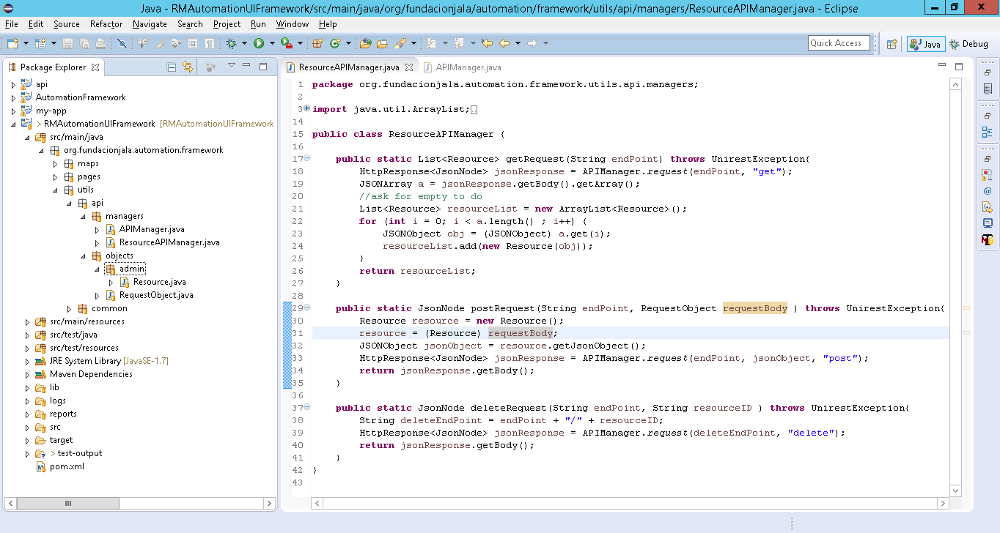 Java - RMAutomationUIFramework/src/main/java/org/fundacionjala/automation/framework/utils/api/managers/ResourceAPIManager.java - Eclipse
File Edit Source Refactor Navigate Search Project Run Window Help
Quick Access
Java
Debug
Package Explorer
api
AutomationFramework
my-app
> RMAutomationUIFramework [RMAutomationUIFramework
src/main/java
org.fundacionjala.automation.framework
maps
pages
utils
api
managers
APIManager.java
ResourceAPIManager.java
objects
admin
Resource.java
RequestObject.java
common
src/main/resources
src/test/java
src/test/resources
JRE System Library [JavaSE-1.7]
Maven Dependencies
lib
logs
reports
src
target
> test-output
pom.xml
ResourceAPIManager.java
APIManager.java
1 package org.fundacionjala.automation.framework.utils.api.managers;
2
3 import java.util.ArrayList;
14
15 public class ResourceAPIManager {
16
17 public static List<Resource> getRequest(String endPoint) throws UnirestException{
18 HttpResponse<JsonNode> jsonResponse = APIManager.request(endPoint, "get");
19 JSONArray a = jsonResponse.getBody().getArray();
20 //ask for empty to do
21 List<Resource> resourceList = new ArrayList<Resource>();
22 for (int i = 0; i < a.length() ; i++) {
23 JSONObject obj = (JSONObject) a.get(i);
24 resourceList.add(new Resource(obj));
25 }
26 return resourceList;
27 }
28
29 public static JsonNode postRequest(String endPoint, RequestObject requestBody ) throws UnirestException{
30 Resource resource = new Resource();
31 resource = (Resource) requestBody;
32 JSONObject jsonObject = resource.getJsonObject();
33 HttpResponse<JsonNode> jsonResponse = APIManager.request(endPoint, jsonObject, "post");
34 return jsonResponse.getBody();
35 }
36
37 public static JsonNode deleteRequest(String endPoint, String resourceID ) throws UnirestException{
38 String deleteEndPoint = endPoint + "/" + resourceID;
39 HttpResponse<JsonNode> jsonResponse = APIManager.request(deleteEndPoint, "delete");
40 return jsonResponse.getBody();
41 }
42 }
43